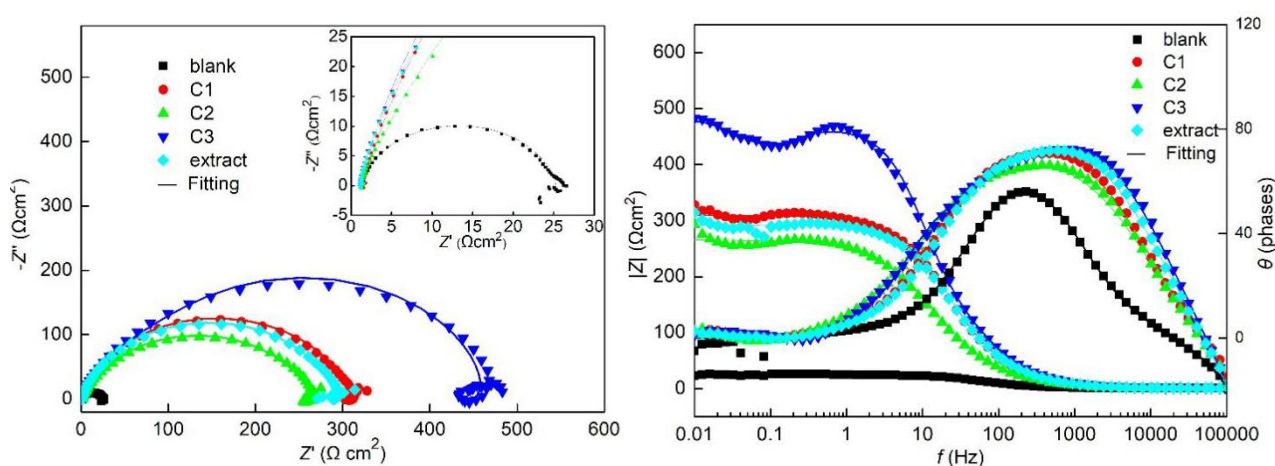 500
400
300
200
100
0
-Z'' (Ωcm²)
0 100 200 300 400 500 600
Z' (Ω cm²)
blank
C1
C2
C3
extract
Fitting
25
20
15
10
5
0
-5
-Z'' (Ωcm²)
0 5 10 15 20 25 30
Z' (Ωcm²)
600
500
400
300
200
100
0
|Z| (Ωcm²)
0.01 0.1 1 10 100 1000 10000 100000
f (Hz)
blank
C1
C2
C3
extract
Fitting
120
80
40
0
θ (phases)